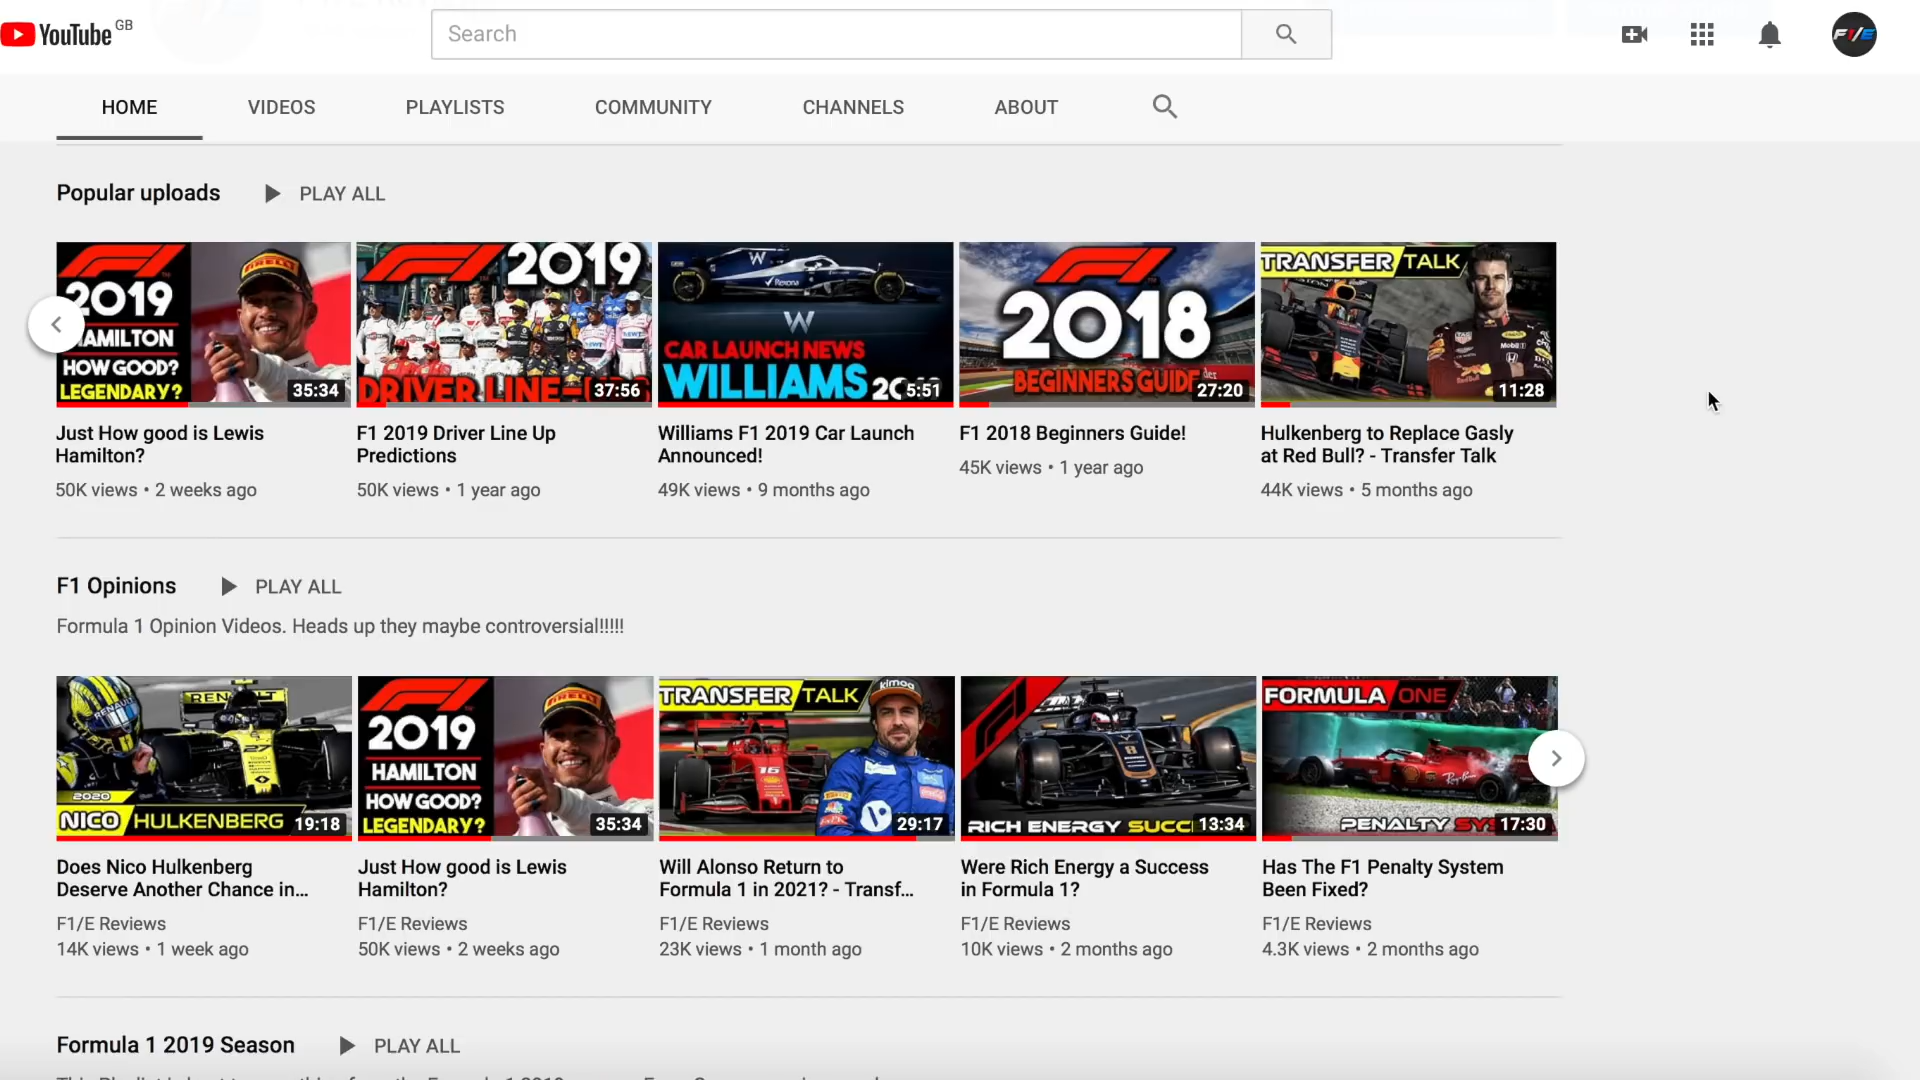 YouTube GB
Search
HOME VIDEOS PLAYLISTS COMMUNITY CHANNELS ABOUT
Popular uploads PLAY ALL
2019
HAMILTON
HOW GOOD?
LEGENDARY?
35:34
2019
DRIVER LINE-
37:56
W
Rexona
W
CAR LAUNCH NEWS
WILLIAMS
5:51
2018
BEGINNERS GUIDE
27:20
TRANSFER TALK
11:28
Just How good is Lewis
Hamilton?
50K views • 2 weeks ago
F1 2019 Driver Line Up
Predictions
50K views • 1 year ago
Williams F1 2019 Car Launch
Announced!
49K views • 9 months ago
F1 2018 Beginners Guide!
45K views • 1 year ago
Hulkenberg to Replace Gasly
at Red Bull? - Transfer Talk
44K views • 5 months ago
F1 Opinions PLAY ALL
Formula 1 Opinion Videos. Heads up they maybe controversial!!!!!
2020
NICO HULKENBERG
19:18
2019
HAMILTON
HOW GOOD?
LEGENDARY?
35:34
TRANSFER TALK
kimoa
16
29:17
RICH ENERGY SUCC
13:34
FORMULA ONE
Ray-Ban
PENALTY SYS
17:30
Does Nico Hulkenberg
Deserve Another Chance in...
F1/E Reviews
14K views • 1 week ago
Just How good is Lewis
Hamilton?
F1/E Reviews
50K views • 2 weeks ago
Will Alonso Return to
Formula 1 in 2021? - Transf...
F1/E Reviews
23K views • 1 month ago
Were Rich Energy a Success
in Formula 1?
F1/E Reviews
10K views • 2 months ago
Has The F1 Penalty System
Been Fixed?
F1/E Reviews
4.3K views • 2 months ago
Formula 1 2019 Season PLAY ALL